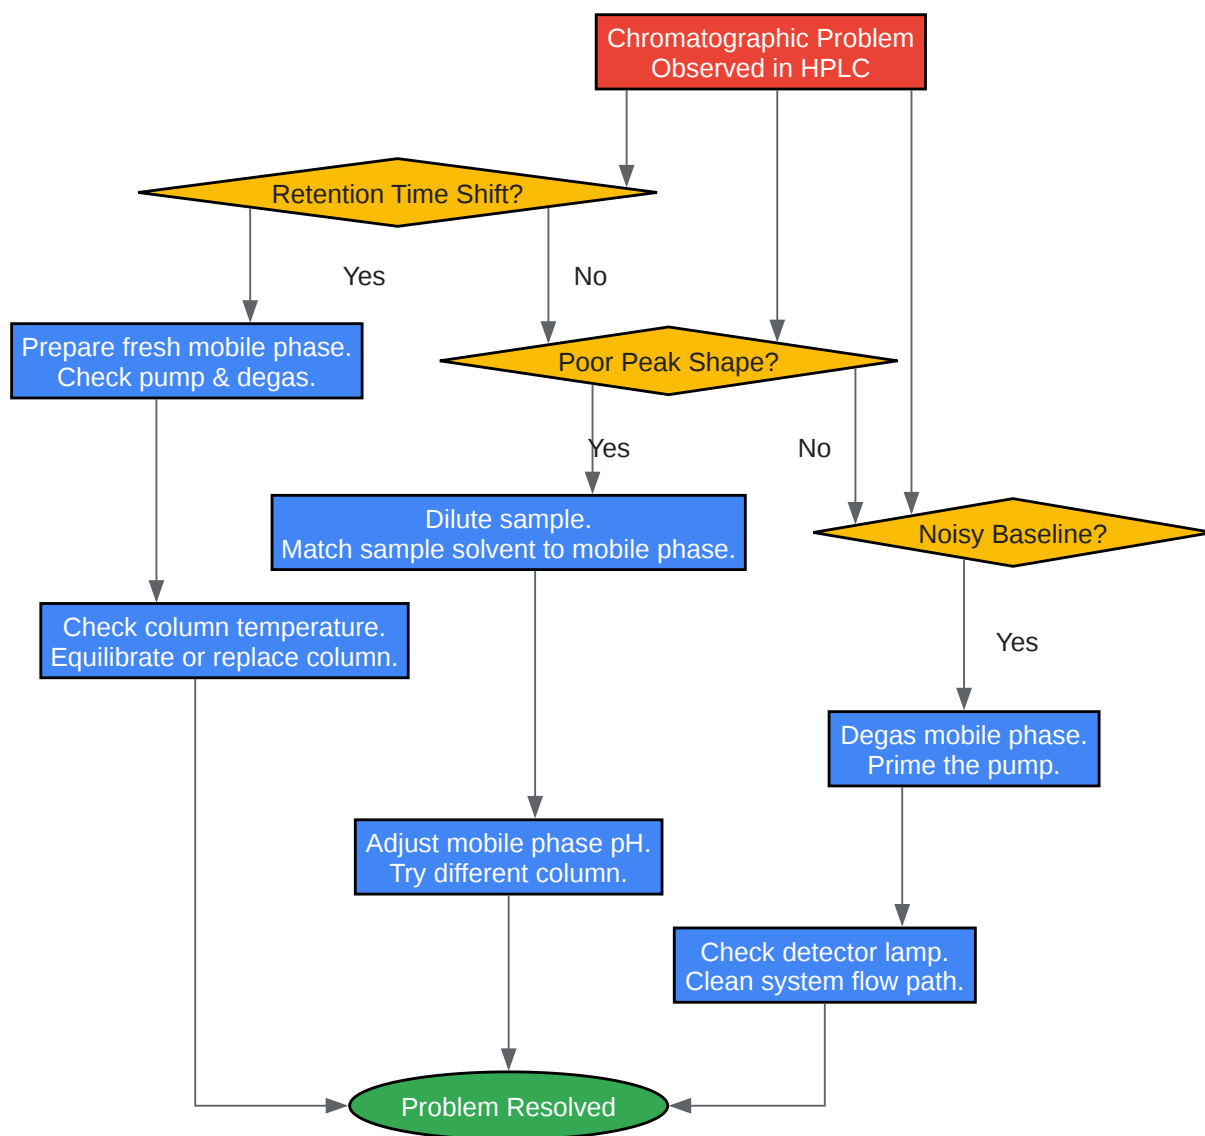 Chromatographic Problem
Observed in HPLC
Retention Time Shift?
Yes
No
Prepare fresh mobile phase.
Check pump & degas.
Poor Peak Shape?
Yes
No
Dilute sample.
Match sample solvent to mobile phase.
Noisy Baseline?
Check column temperature.
Equilibrate or replace column.
Yes
Degas mobile phase.
Prime the pump.
Adjust mobile phase pH.
Try different column.
Check detector lamp.
Clean system flow path.
Problem Resolved